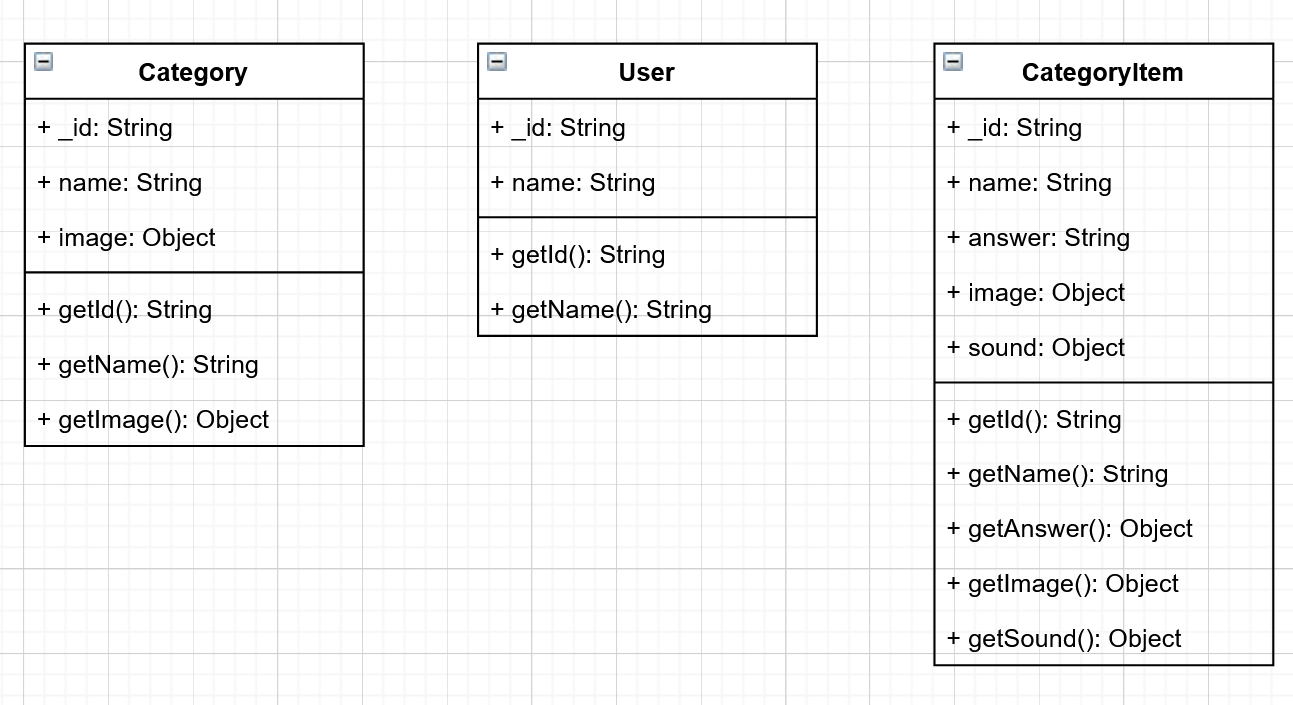 Category
+ _id: String
+ name: String
+ image: Object
+ getId(): String
+ getName(): String
+ getImage(): Object
User
+ _id: String
+ name: String
+ getId(): String
+ getName(): String
CategoryItem
+ _id: String
+ name: String
+ answer: String
+ image: Object
+ sound: Object
+ getId(): String
+ getName(): String
+ getAnswer(): Object
+ getImage(): Object
+ getSound(): Object